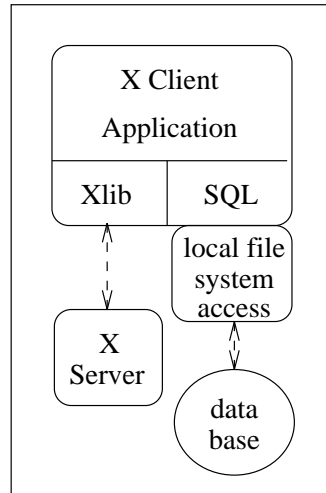 X Client
Application
Xlib
SQL
local file
system
access
X
Server
data
base